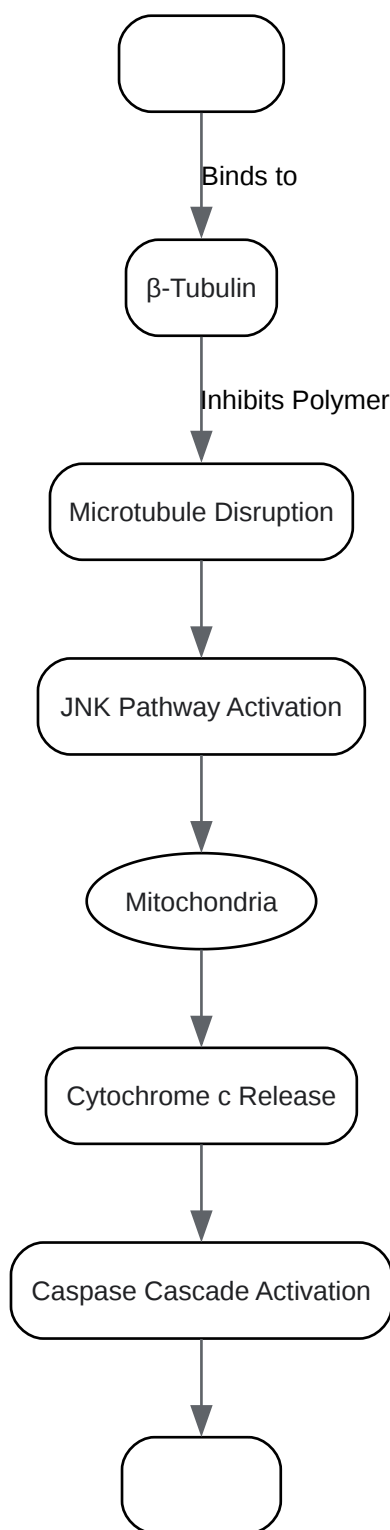 Binds to
β-Tubulin
Inhibits Polymer
Microtubule Disruption
JNK Pathway Activation
Mitochondria
Cytochrome c Release
Caspase Cascade Activation